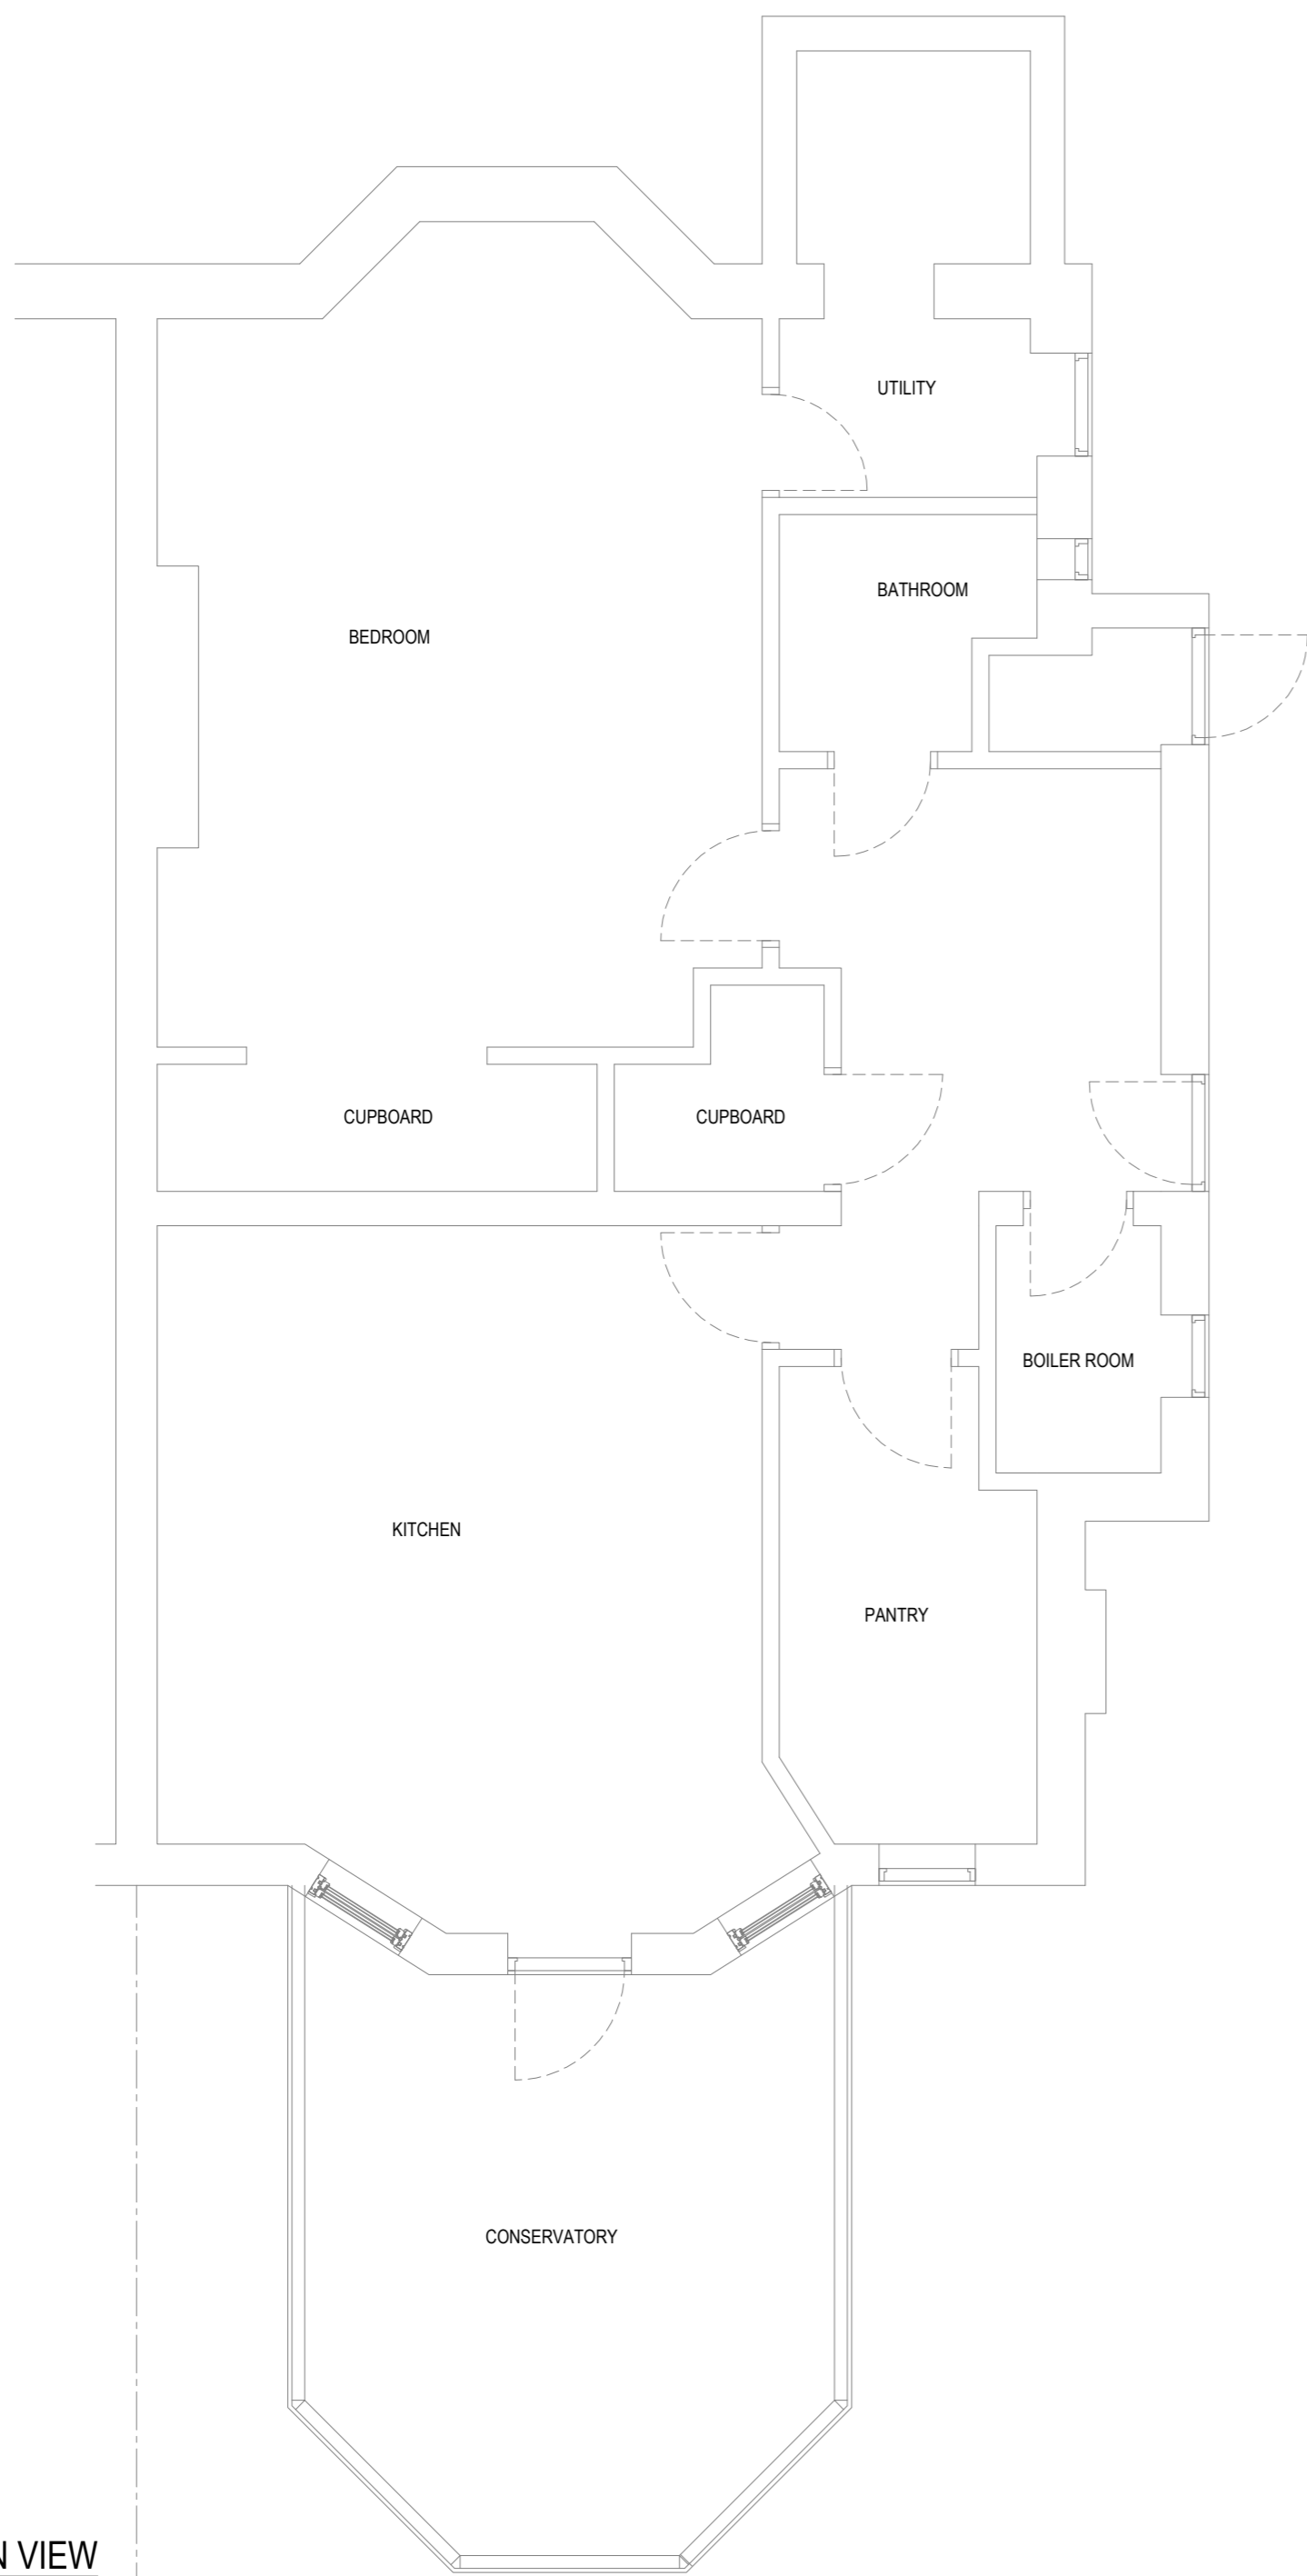 UTILITY
BATHROOM
BEDROOM
CUPBOARD
CUPBOARD
BOILER ROOM
KITCHEN
PANTRY
CONSERVATORY
VIEW